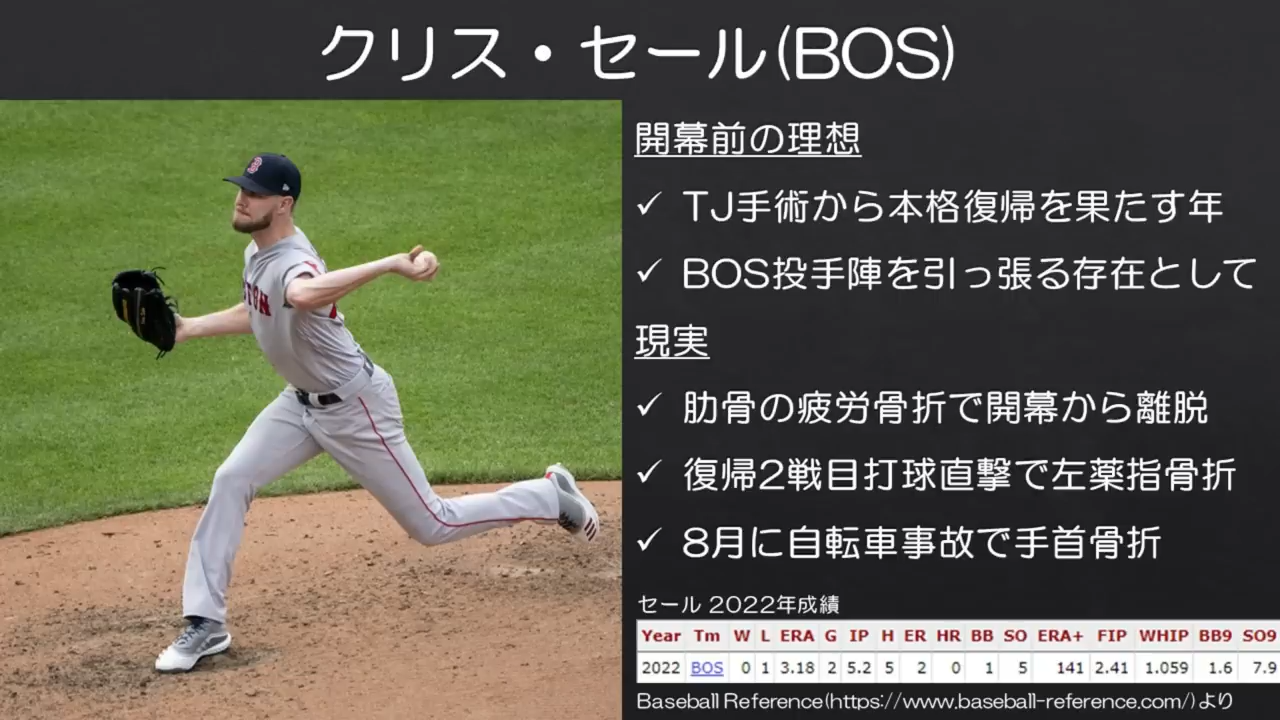 クリス・セール(BOS)
開幕前の理想
✓ TJ手術から本格復帰を果たす年
✓ BOS投手陣を引っ張る存在として
現実
✓ 肋骨の疲労骨折で開幕から離脱
✓ 復帰2戦目打球直撃で左薬指骨折
✓ 8月に自転車事故で手首骨折
セール 2022年成績
Year Tm W L ERA G IP H ER HR BB SO ERA+ FIP WHIP BB9 SO9
2022 BOS 0 1 3.18 2 5.2 5 2 0 1 5 141 2.41 1.059 1.6 7.9
Baseball Reference(https://www.baseball-reference.com/)より